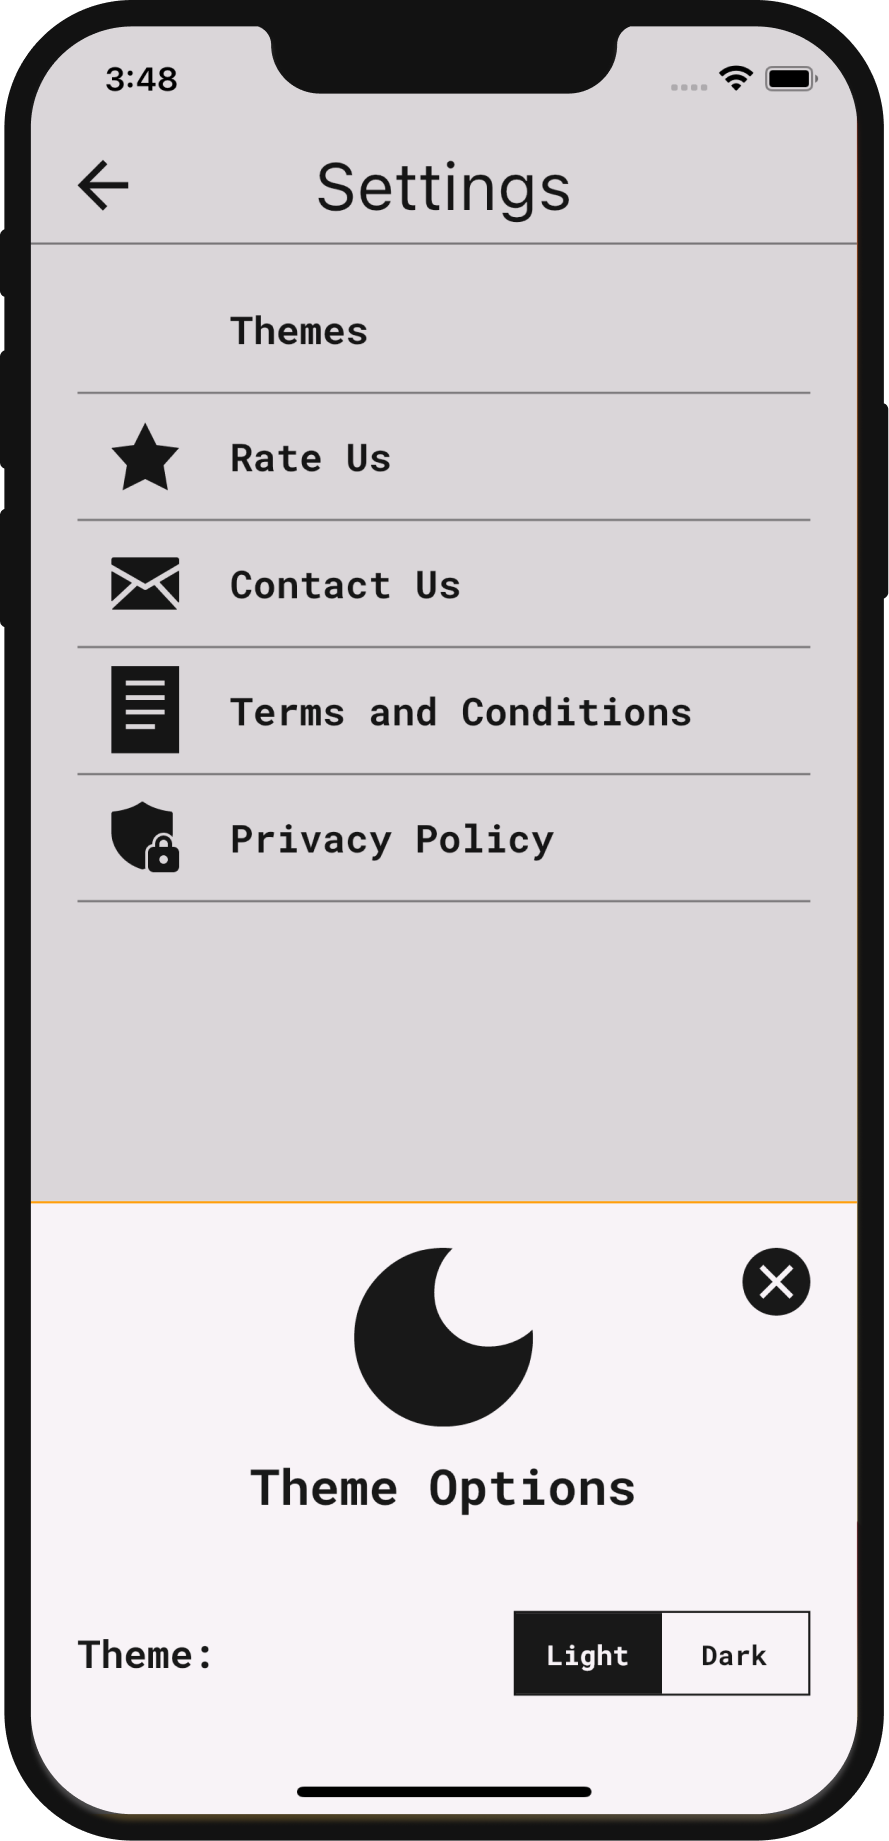 3:48
Settings
Themes
Rate Us
Contact Us
Terms and Conditions
Privacy Policy
Theme Options
Theme:
Light Dark